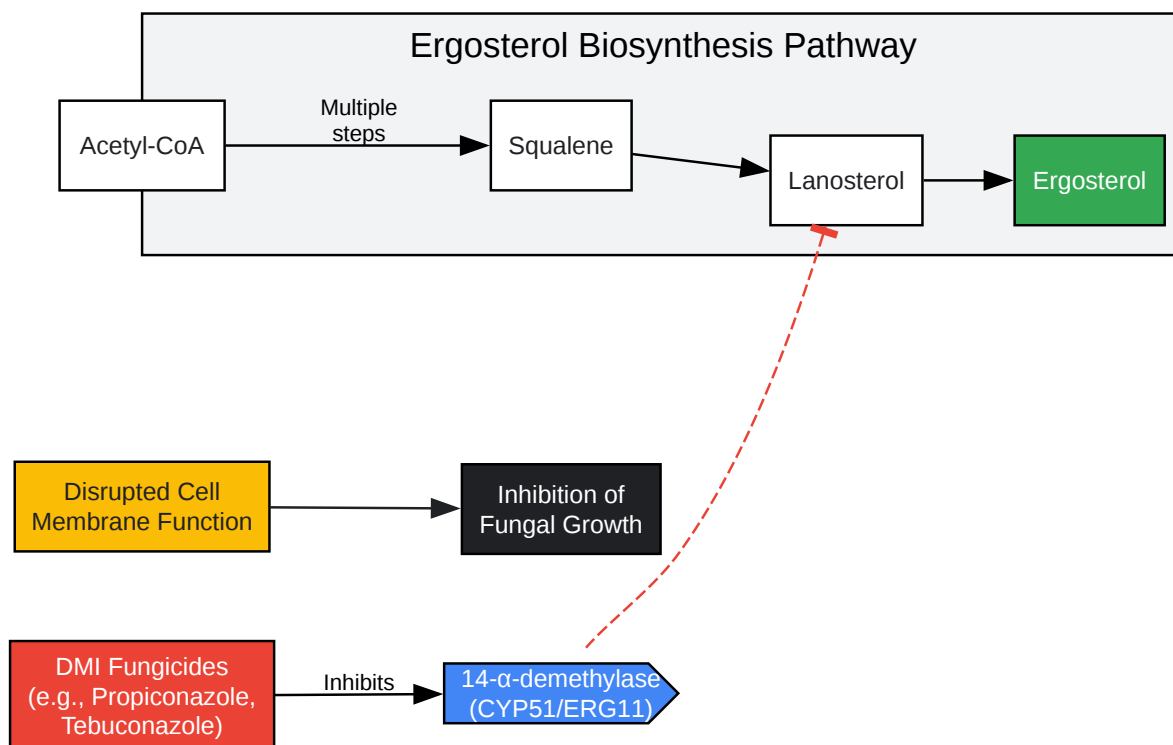 Ergosterol Biosynthesis Pathway
Acetyl-CoA
Multiple
steps
Squalene
Lanosterol
Ergosterol
Disrupted Cell
Membrane Function
Inhibition of
Fungal Growth
DMI Fungicides
(e.g., Propiconazole,
Tebuconazole)
Inhibits
14-α-demethylase
(CYP51/ERG11)